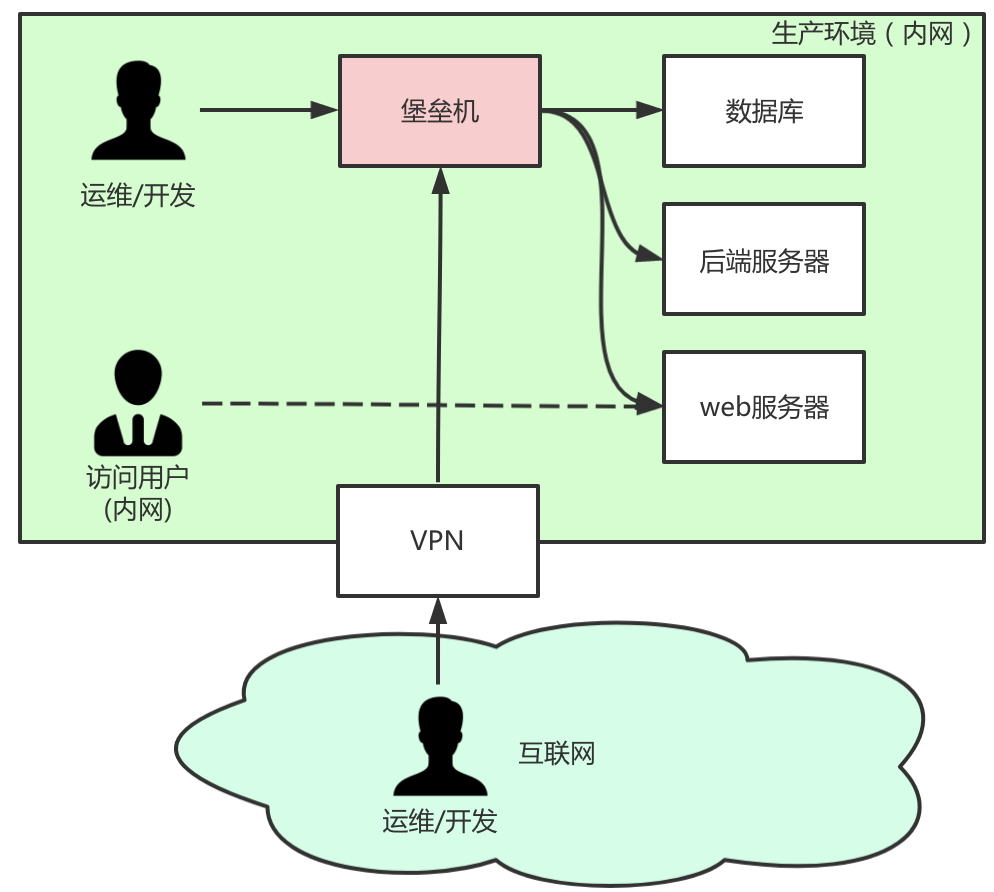 生产环境（内网）
堡垒机
数据库
运维/开发
后端服务器
web服务器
访问用户
(内网)
VPN
互联网
运维/开发